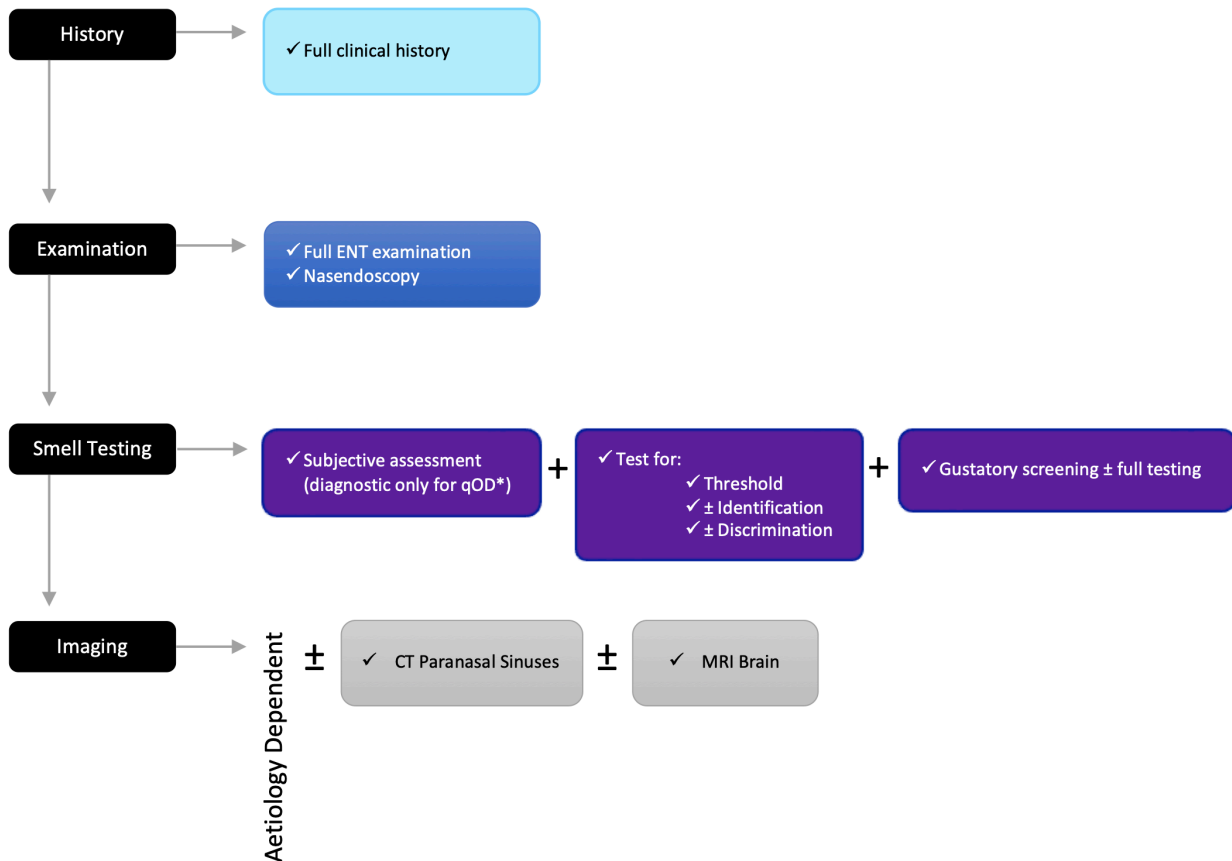 History
✓ Full clinical history
Examination
✓ Full ENT examination
✓ Nasendoscopy
Smell Testing
✓ Subjective assessment
(diagnostic only for qOD*)
+
✓ Test for:
✓ Threshold
✓ ± Identification
✓ ± Discrimination
+
✓ Gustatory screening ± full testing
Imaging
Aetiology Dependent
±
✓ CT Paranasal Sinuses
±
✓ MRI Brain